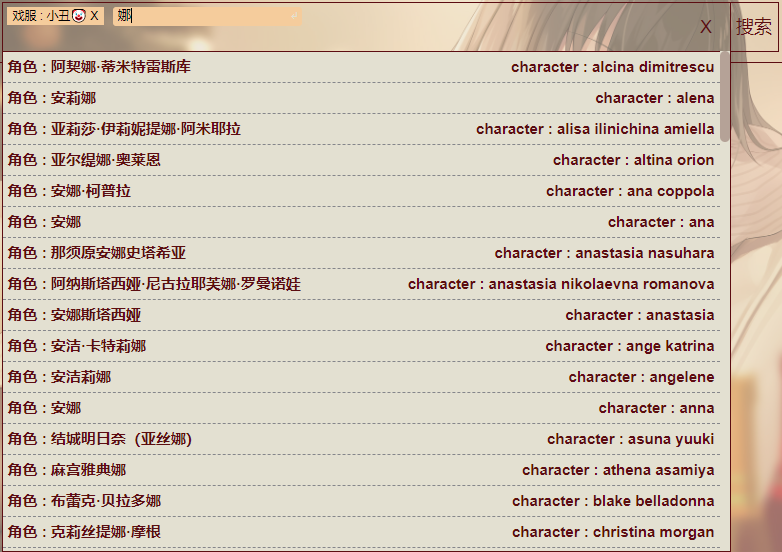 戏服 : 小丑🤡 X 娜
X 搜索
角色 : 阿契娜·蒂米特雷斯库 character : alcina dimitrescu
角色 : 安莉娜 character : alena
角色 : 亚莉莎·伊莉妮提娜·阿米耶拉 character : alisa ilinichina amiella
角色 : 亚尔缇娜·奥莱恩 character : altina orion
角色 : 安娜·柯普拉 character : ana coppola
角色 : 安娜 character : ana
角色 : 那须原安娜史塔希亚 character : anastasia nasuhara
角色 : 阿纳斯塔西娅·尼古拉耶芙娜·罗曼诺娃 character : anastasia nikolaevna romanova
角色 : 安娜斯塔西娅 character : anastasia
角色 : 安洁·卡特莉娜 character : ange katrina
角色 : 安洁莉娜 character : angelene
角色 : 安娜 character : anna
角色 : 结城明日奈（亚丝娜） character : asuna yuuki
角色 : 麻宫雅典娜 character : athena asamiya
角色 : 布蕾克·贝拉多娜 character : blake belladonna
角色 : 克莉丝提娜·摩根 character : christina morgan